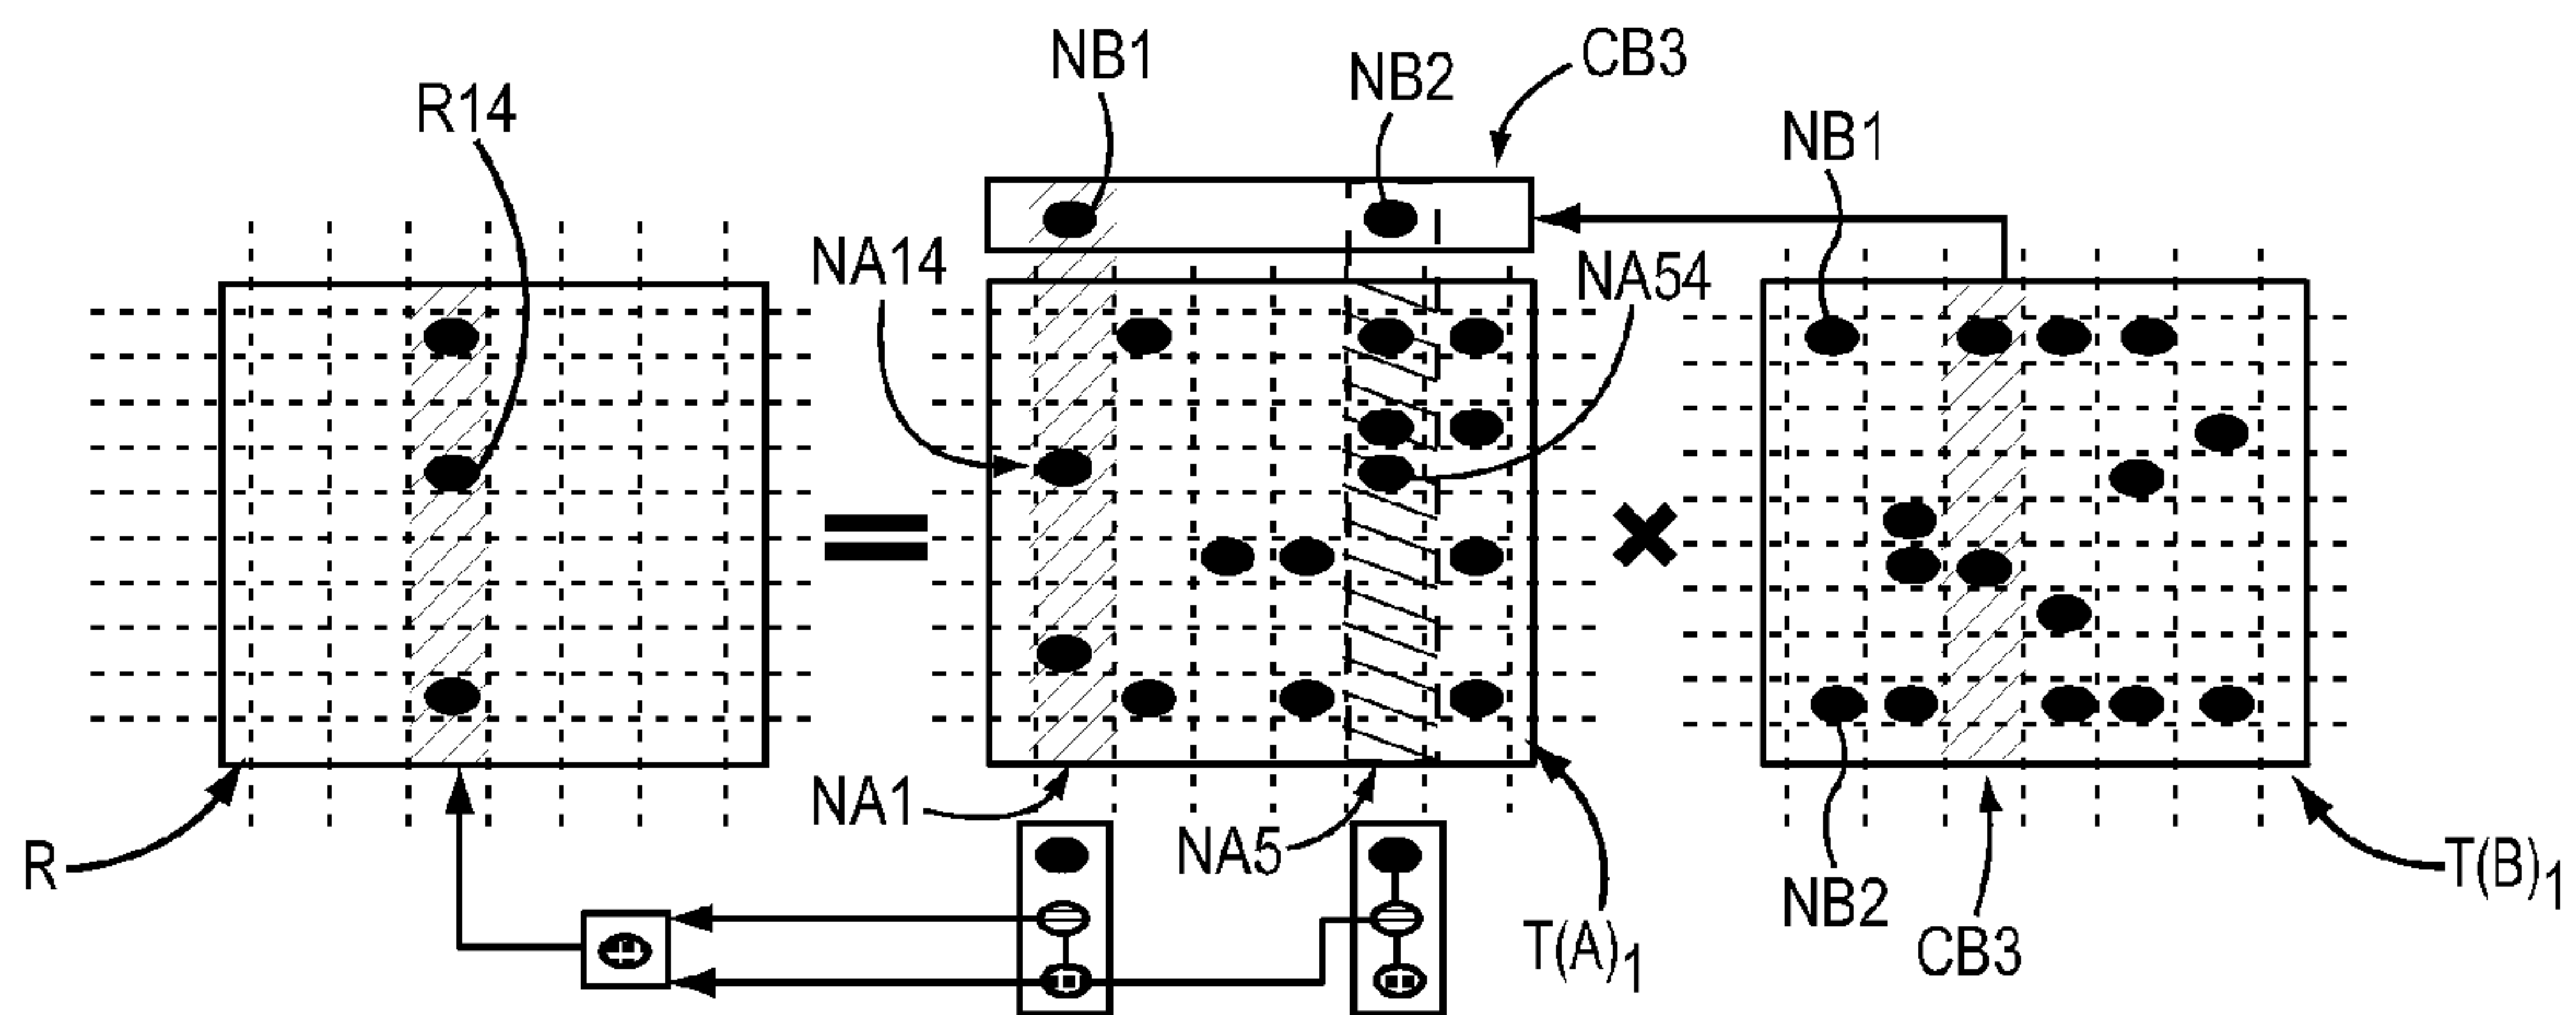 NB1
NB2
CB3
R14
NB1
NA14
NA54
=
×
NA1
NA5
R
T(A)1
NB2
CB3
T(B)1